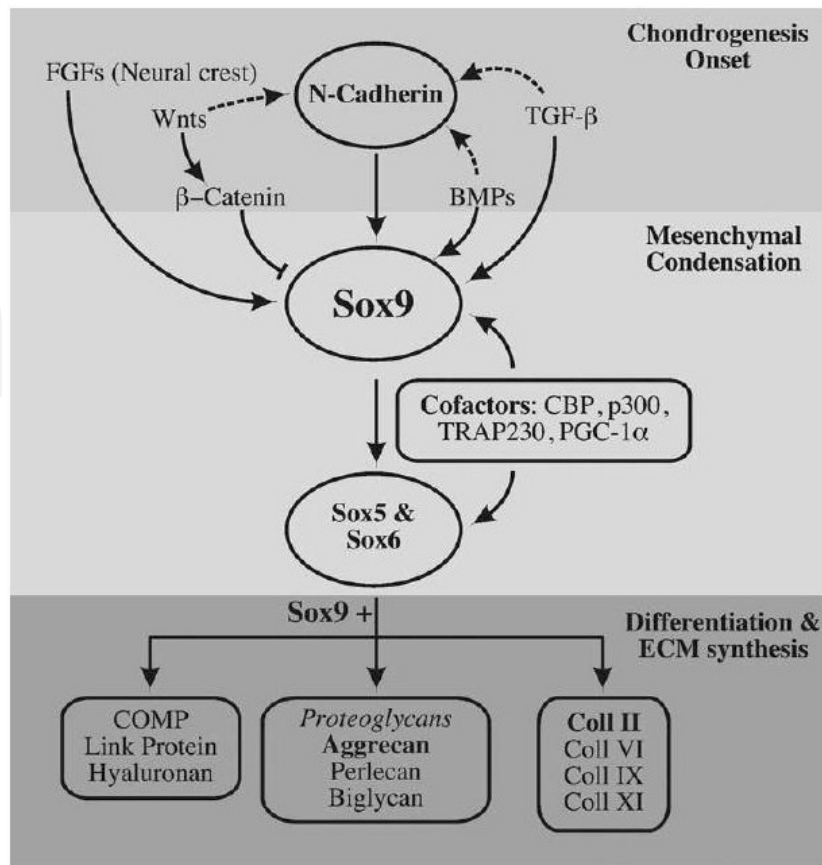 Chondrogenesis
Onset
FGFs (Neural crest)
N-Cadherin
Wnts
TGF-β
β–Catenin
BMPs
Mesenchymal
Condensation
Sox9
Cofactors: CBP, p300,
TRAP230, PGC-1α
Sox5 &
Sox6
Sox9 +
Differentiation &
ECM synthesis
COMP
Link Protein
Hyaluronan
Proteoglycans
Aggrecan
Perlecan
Biglycan
Coll II
Coll VI
Coll IX
Coll XI